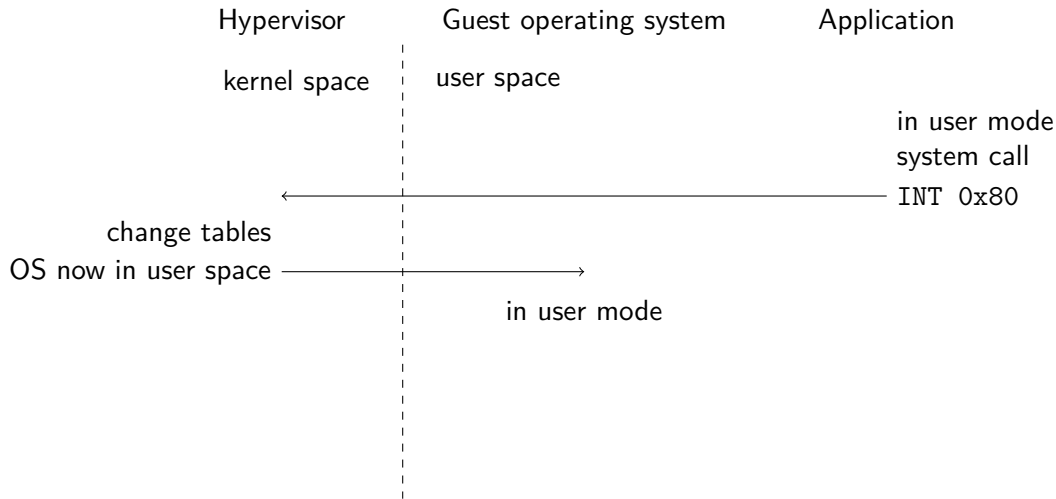 Hypervisor
Guest operating system
Application
kernel space
user space
in user mode
system call
INT 0x80
change tables
OS now in user space
in user mode